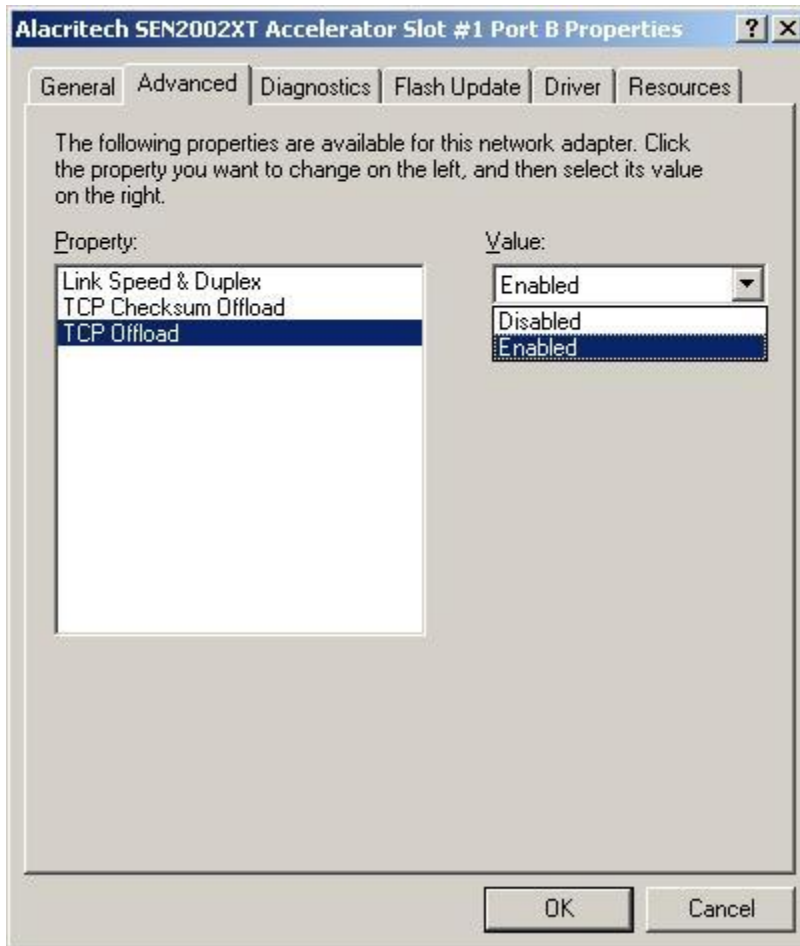 Alacritech SEN2002XT Accelerator Slot #1 Port B Properties
General Advanced Diagnostics Flash Update Driver Resources
The following properties are available for this network adapter. Click
the property you want to change on the left, and then select its value
on the right.
Property:
Value:
Link Speed & Duplex
TCP Checksum Offload
TCP Offload
Enabled
Disabled
Enabled
OK
Cancel